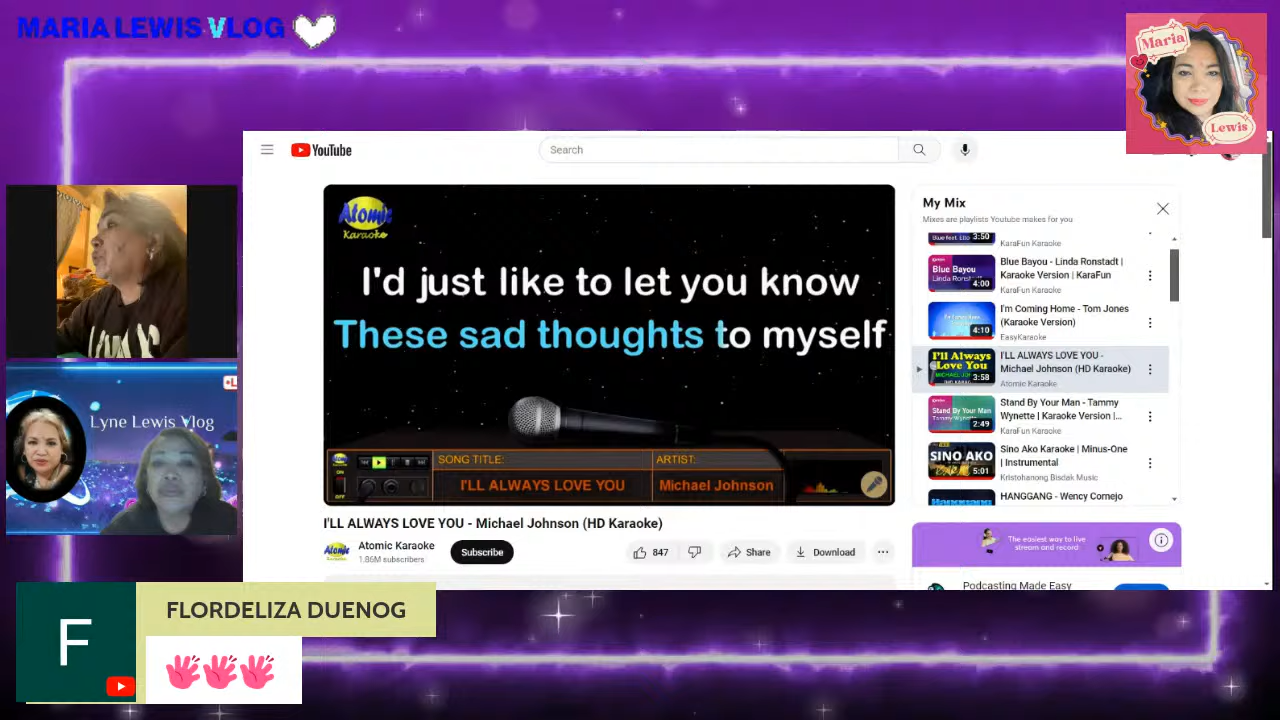 MARIA LEWIS VLOG
Maria
Lewis
YouTube
Search
Atomic
Karaoke
I'd just like to let you know
These sad thoughts to myself
SONG TITLE:
ARTIST:
I'LL ALWAYS LOVE YOU
Michael Johnson
ON
OFF
I'LL ALWAYS LOVE YOU - Michael Johnson (HD Karaoke)
Atomic Karaoke
1.86M subscribers
Subscribe
847
Share
Download
My Mix
Mixes are playlists Youtube makes for you
3:50
KaraFun Karaoke
Blue Bayou
4:00
Blue Bayou - Linda Ronstadt |
Karaoke Version | KaraFun
KaraFun Karaoke
4:10
I'm Coming Home - Tom Jones
(Karaoke Version)
EasyKaraoke
I'll Always
Love You
3:58
I'LL ALWAYS LOVE YOU -
Michael Johnson (HD Karaoke)
Atomic Karaoke
Stand By Your Man
2:49
Stand By Your Man - Tammy
Wynette | Karaoke Version |...
KaraFun Karaoke
SINO AKO
5:01
Sino Ako Karaoke | Minus-One
| Instrumental
Kristohanong Bisdak Music
HANGGANG - Wency Cornejo
The easiest way to live
stream and record
Podcasting Made Easy
Lyne Lewis Vlog
F
FLORDELIZA DUENOG